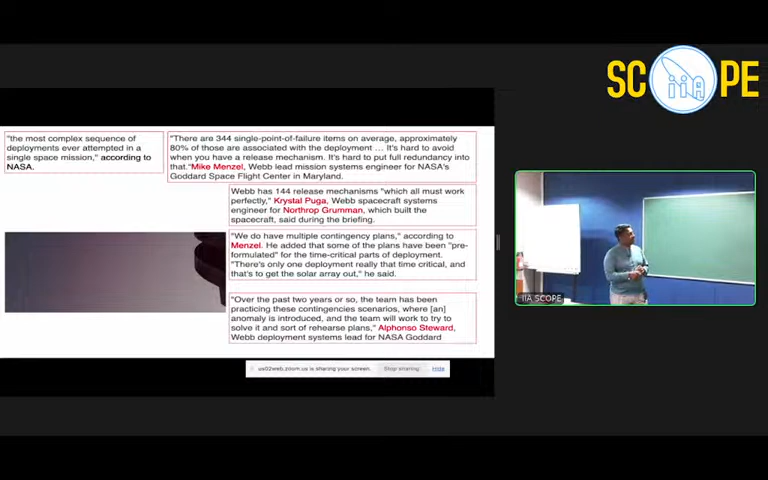 SC iiA PE
"the most complex sequence of
deployments ever attempted in a
single space mission," according to
NASA.
"There are 344 single-point-of-failure items on average, approximately
80% of those are associated with the deployment ... It's hard to avoid
when you have a release mechanism. It's hard to put full redundancy into
that."Mike Menzel, Webb lead mission systems engineer for NASA's
Goddard Space Flight Center in Maryland.
Webb has 144 release mechanisms "which all must work
perfectly," Krystal Puga, Webb spacecraft systems
engineer for Northrop Grumman, which built the
spacecraft, said during the briefing.
"We do have multiple contingency plans," according to
Menzel. He added that some of the plans have been "pre-
formulated" for the time-critical parts of deployment.
"There's only one deployment really that time critical, and
that's to get the solar array out," he said.
"Over the past two years or so, the team has been
practicing these contingencies scenarios, where [an]
anomaly is introduced, and the team will work to try to
solve it and sort of rehearse plans," Alphonso Steward,
Webb deployment systems lead for NASA Goddard
us02web.zoom.us is sharing your screen.
Stop sharing
Hide
IIA SCOPE